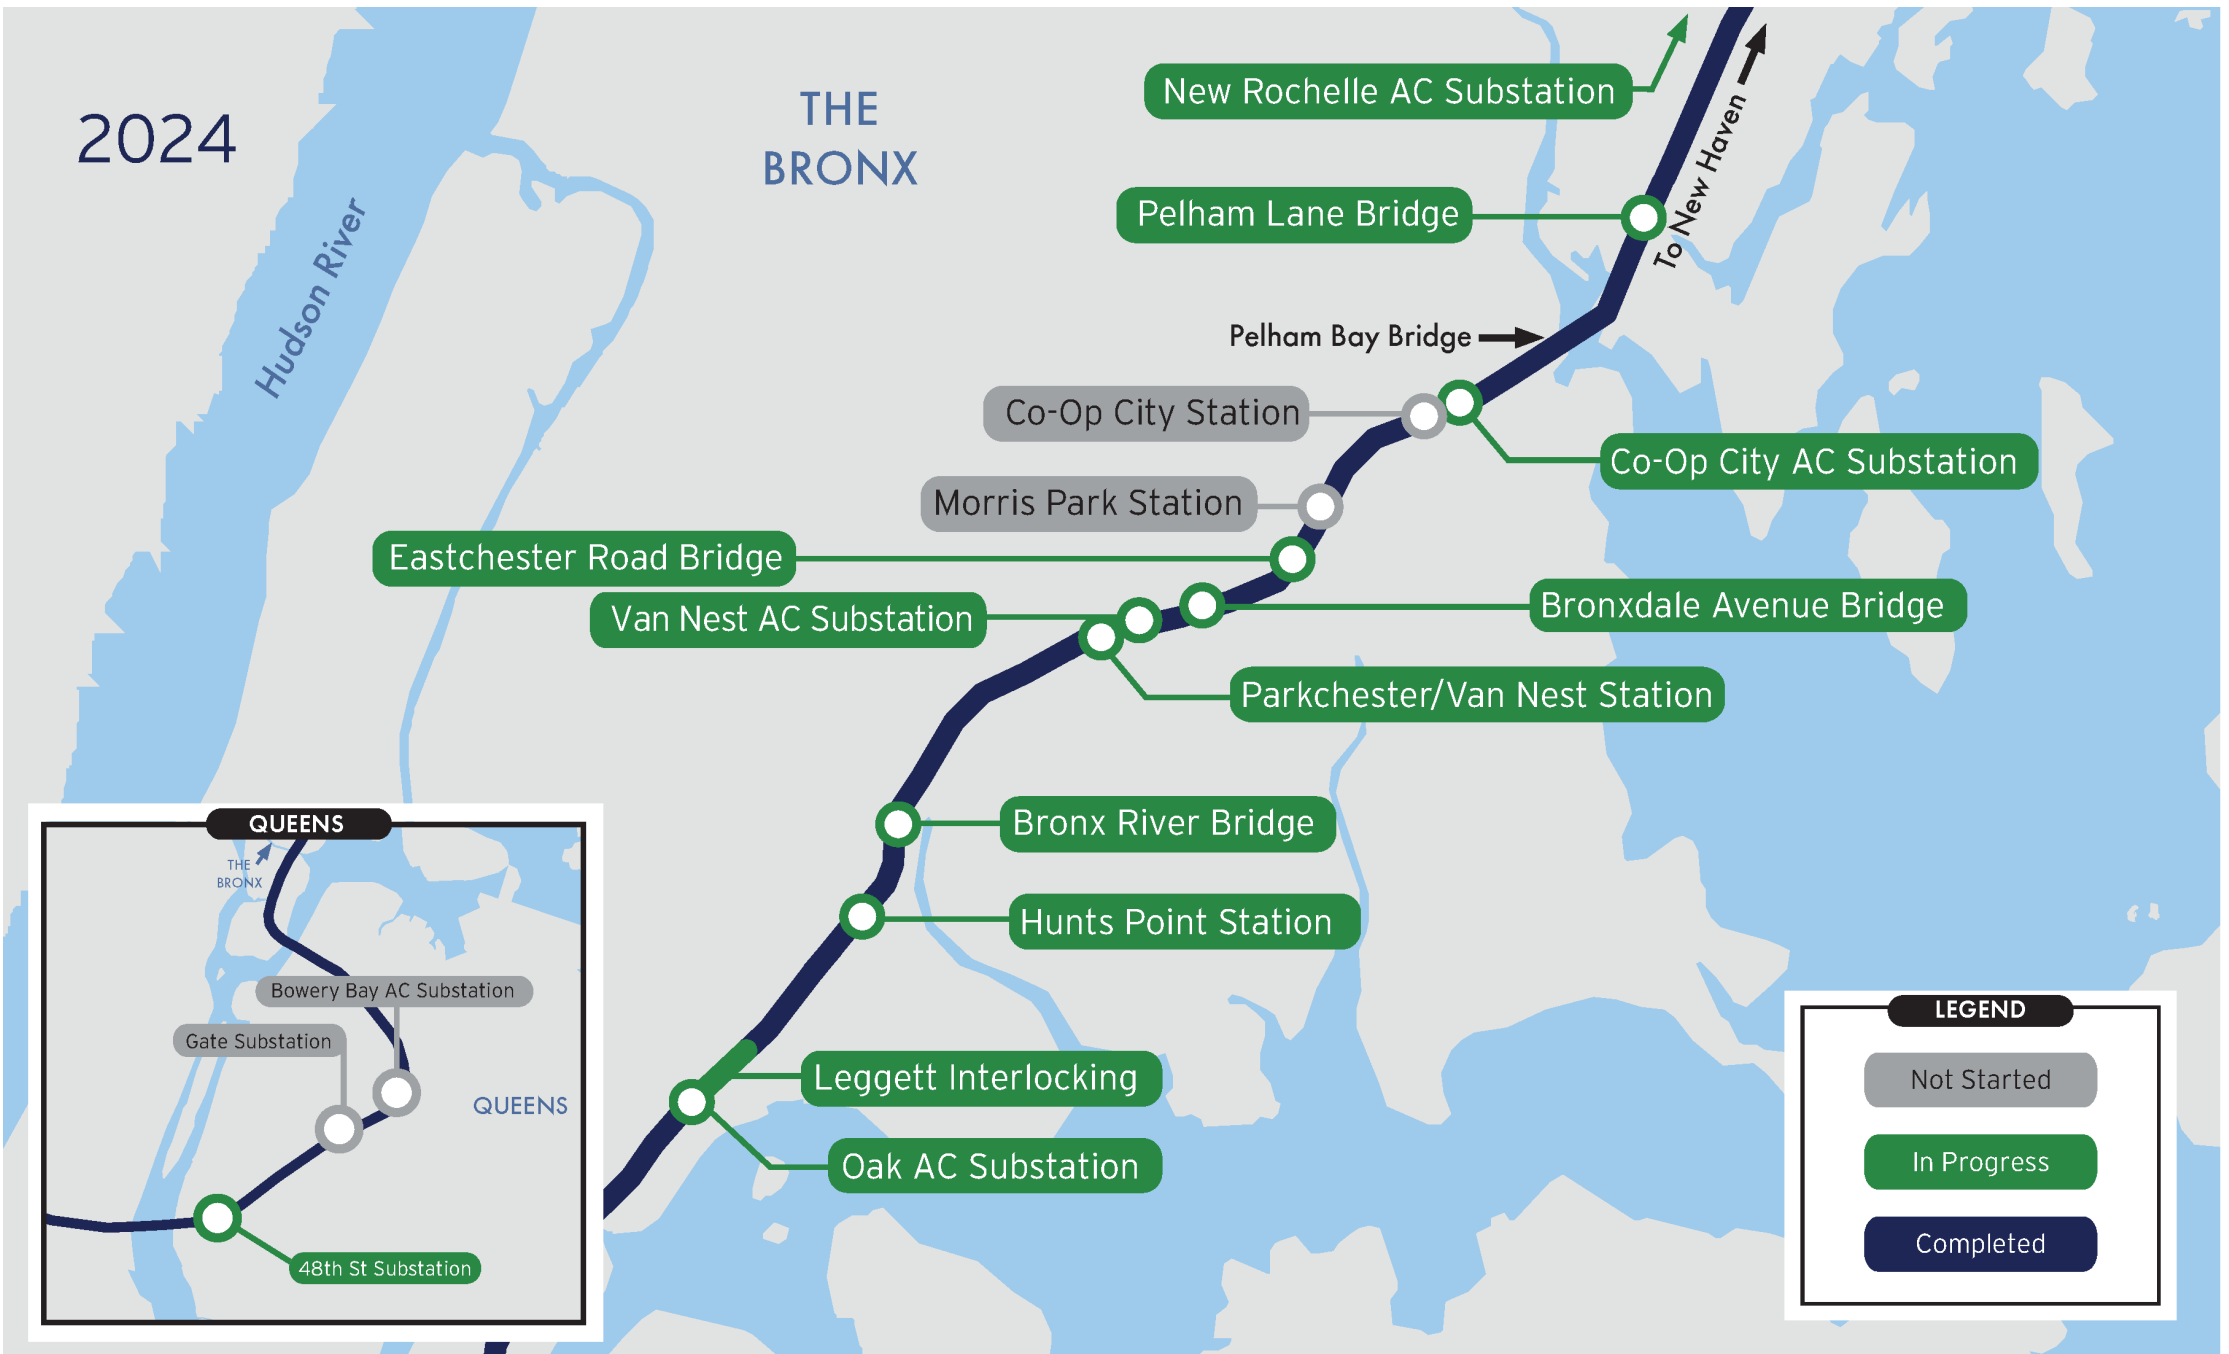 2024
THE
BRONX
Hudson River
New Rochelle AC Substation
To New Haven
Pelham Lane Bridge
Pelham Bay Bridge
Co-Op City Station
Co-Op City AC Substation
Morris Park Station
Eastchester Road Bridge
Van Nest AC Substation
Bronxdale Avenue Bridge
Parkchester/Van Nest Station
Bronx River Bridge
Hunts Point Station
Leggett Interlocking
Oak AC Substation
QUEENS
THE
BRONX
Bowery Bay AC Substation
Gate Substation
QUEENS
48th St Substation
LEGEND
Not Started
In Progress
Completed